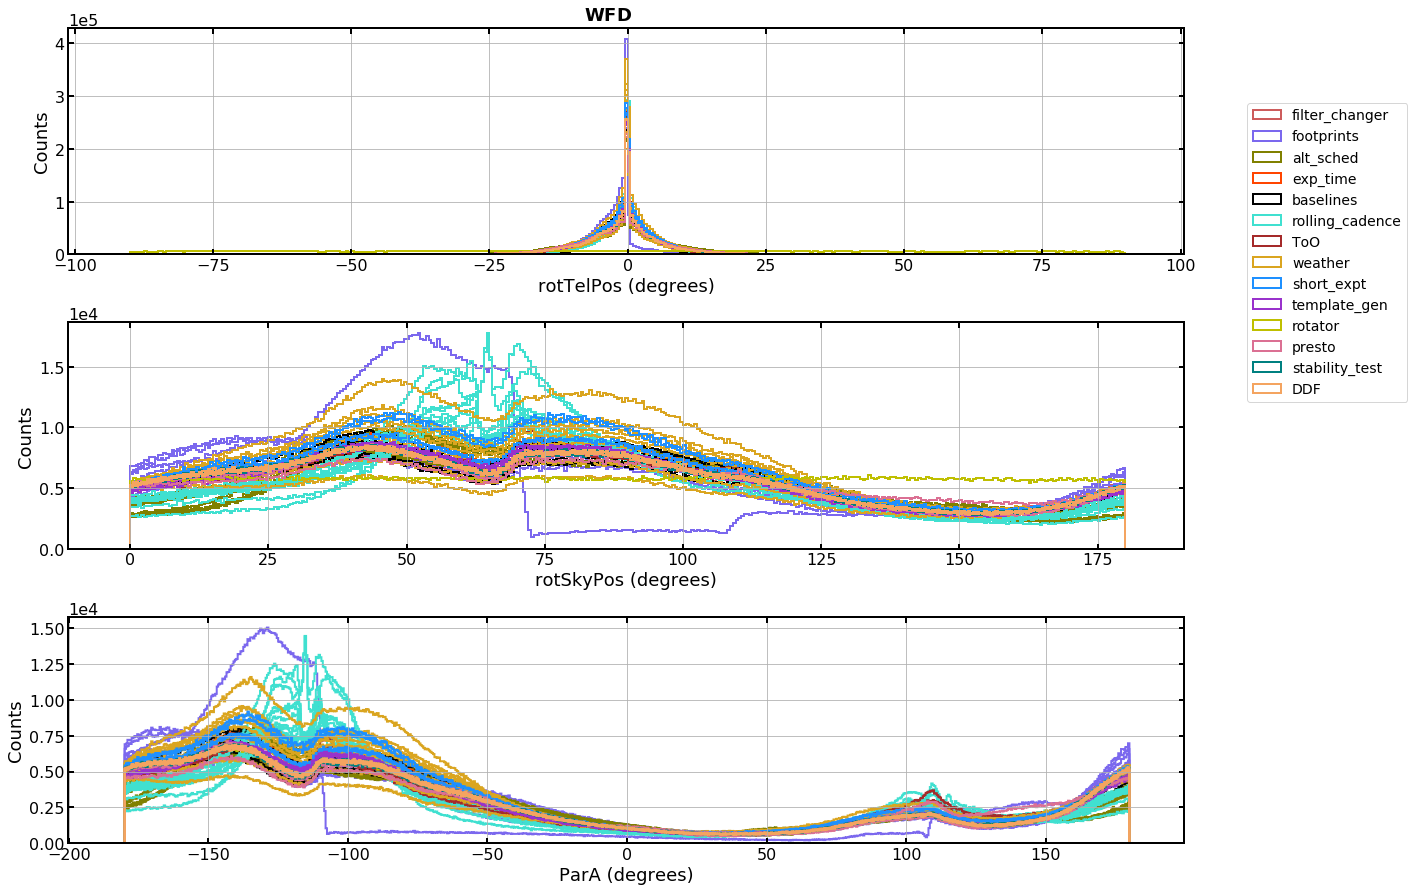 WFD
1e5
4
3
2
1
0
Counts
−100 −75 −50 −25 0 25 50 75 100
rotTelPos (degrees)
1e4
1.5
1.0
0.5
0.0
Counts
0 25 50 75 100 125 150 175
rotSkyPos (degrees)
1e4
1.50
1.25
1.00
0.75
0.50
0.25
0.00
Counts
−200 −150 −100 −50 0 50 100 150
ParA (degrees)
filter_changer
footprints
alt_sched
exp_time
baselines
rolling_cadence
ToO
weather
short_expt
template_gen
rotator
presto
stability_test
DDF